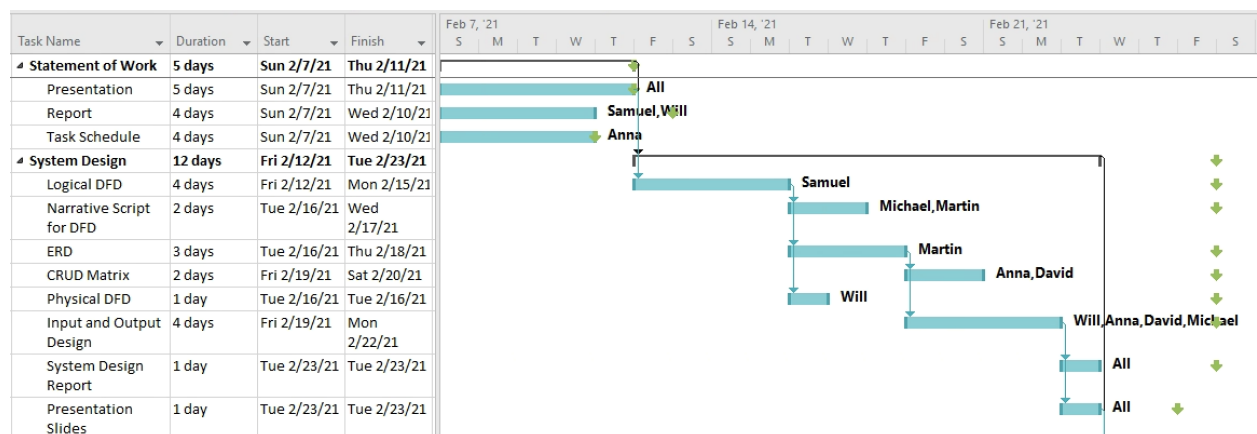 Feb 7, '21 Feb 14, '21 Feb 21, '21
Task Name Duration Start Finish S M T W T F S S M T W T F S S M T W T F S
Statement of Work 5 days Sun 2/7/21 Thu 2/11/21
Presentation 5 days Sun 2/7/21 Thu 2/11/21 All
Report 4 days Sun 2/7/21 Wed 2/10/21 Samuel,Will
Task Schedule 4 days Sun 2/7/21 Wed 2/10/21 Anna
System Design 12 days Fri 2/12/21 Tue 2/23/21
Logical DFD 4 days Fri 2/12/21 Mon 2/15/21 Samuel
Narrative Script 2 days Tue 2/16/21 Wed Michael,Martin
for DFD 2/17/21
ERD 3 days Tue 2/16/21 Thu 2/18/21 Martin
CRUD Matrix 2 days Fri 2/19/21 Sat 2/20/21 Anna,David
Physical DFD 1 day Tue 2/16/21 Tue 2/16/21 Will
Input and Output 4 days Fri 2/19/21 Mon Will,Anna,David,Michael
Design 2/22/21
System Design 1 day Tue 2/23/21 Tue 2/23/21 All
Report
Presentation 1 day Tue 2/23/21 Tue 2/23/21 All
Slides